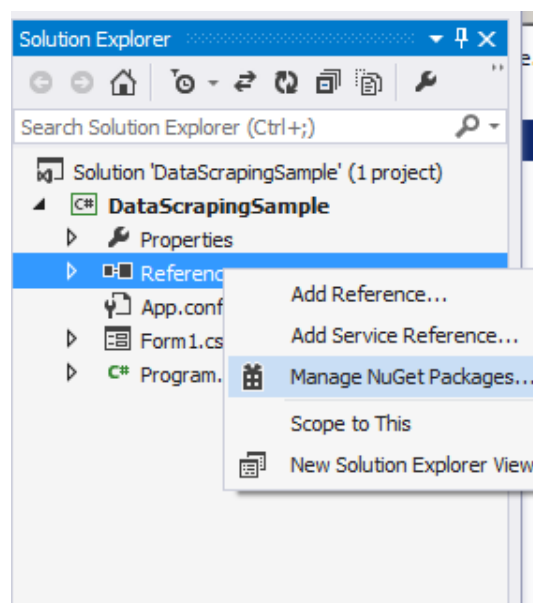 Solution Explorer
Search Solution Explorer (Ctrl+;)
Solution 'DataScrapingSample' (1 project)
C# DataScrapingSample
Properties
Referenc
App.conf
Form1.cs
C# Program.
Add Reference...
Add Service Reference...
Manage NuGet Packages...
Scope to This
New Solution Explorer View